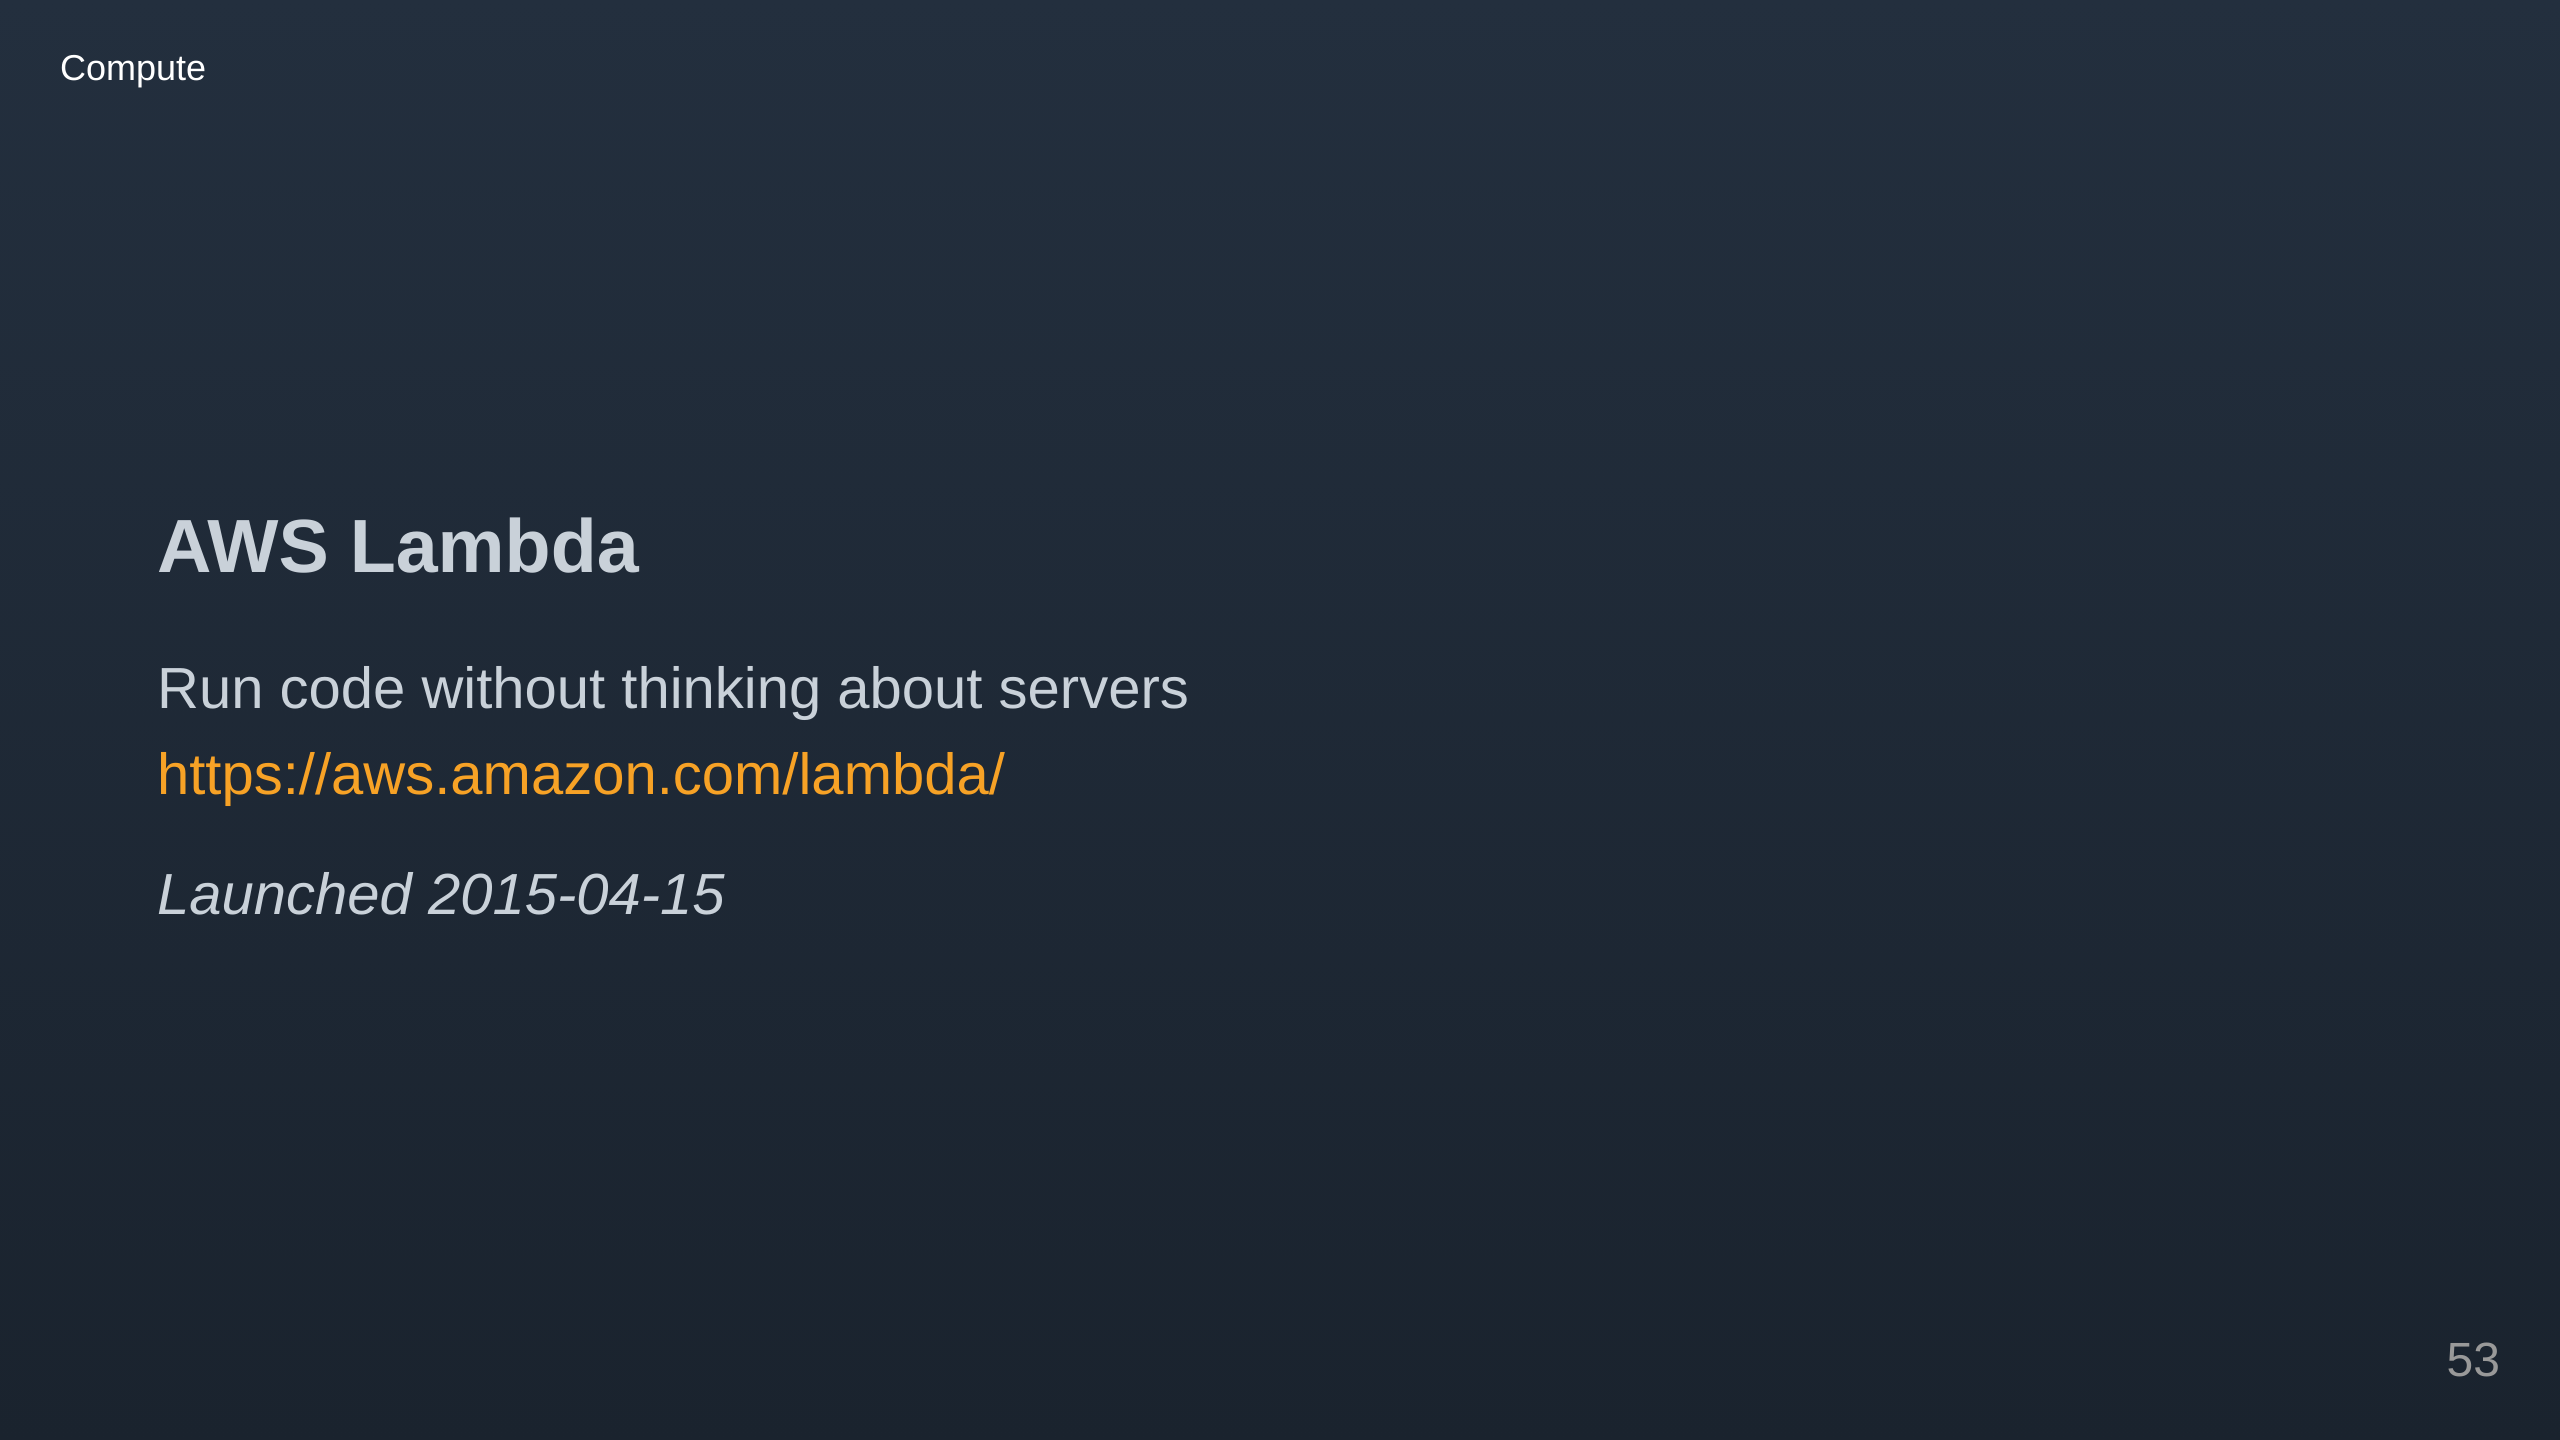 Compute
AWS Lambda
Run code without thinking about servers
https://aws.amazon.com/lambda/
Launched 2015-04-15
53